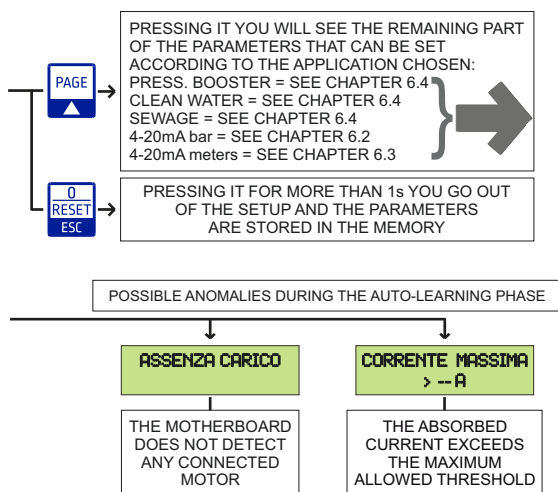 PRESSING IT YOU WILL SEE THE REMAINING PART
OF THE PARAMETERS THAT CAN BE SET
ACCORDING TO THE APPLICATION CHOSEN:
PRESS. BOOSTER = SEE CHAPTER 6.4
CLEAN WATER = SEE CHAPTER 6.4
SEWAGE = SEE CHAPTER 6.4
4-20mA bar = SEE CHAPTER 6.2
4-20mA meters = SEE CHAPTER 6.3
PAGE
0
RESET
ESC
PRESSING IT FOR MORE THAN 1s YOU GO OUT
OF THE SETUP AND THE PARAMETERS
ARE STORED IN THE MEMORY
POSSIBLE ANOMALIES DURING THE AUTO-LEARNING PHASE
ASSENZA CARICO
THE MOTHERBOARD
DOES NOT DETECT
ANY CONNECTED
MOTOR
CORRENTE MASSIMA
> --A
THE ABSORBED
CURRENT EXCEEDS
THE MAXIMUM
ALLOWED THRESHOLD